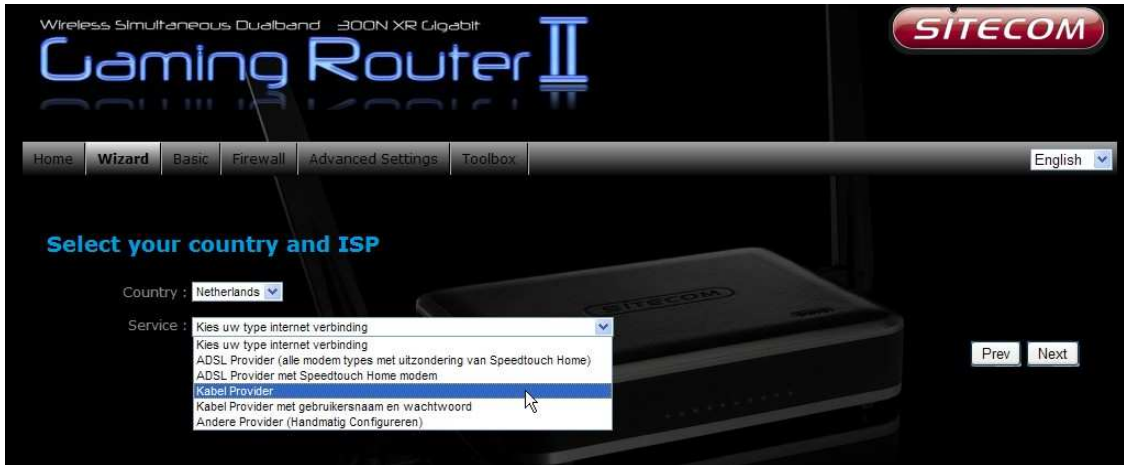 Wireless Simultaneous Dualband 300N XR Gigabit
Gaming Router II
SITECOM
Home Wizard Basic Firewall Advanced Settings Toolbox English
Select your country and ISP
Country : Netherlands
Service : Kies uw type internet verbinding
Kies uw type internet verbinding
ADSL Provider (alle modem types met uitzondering van Speedtouch Home)
ADSL Provider met Speedtouch Home modem
Kabel Provider
Kabel Provider met gebruikersnaam en wachtwoord
Andere Provider (Handmatig Configureren)
Prev Next
SITECOM